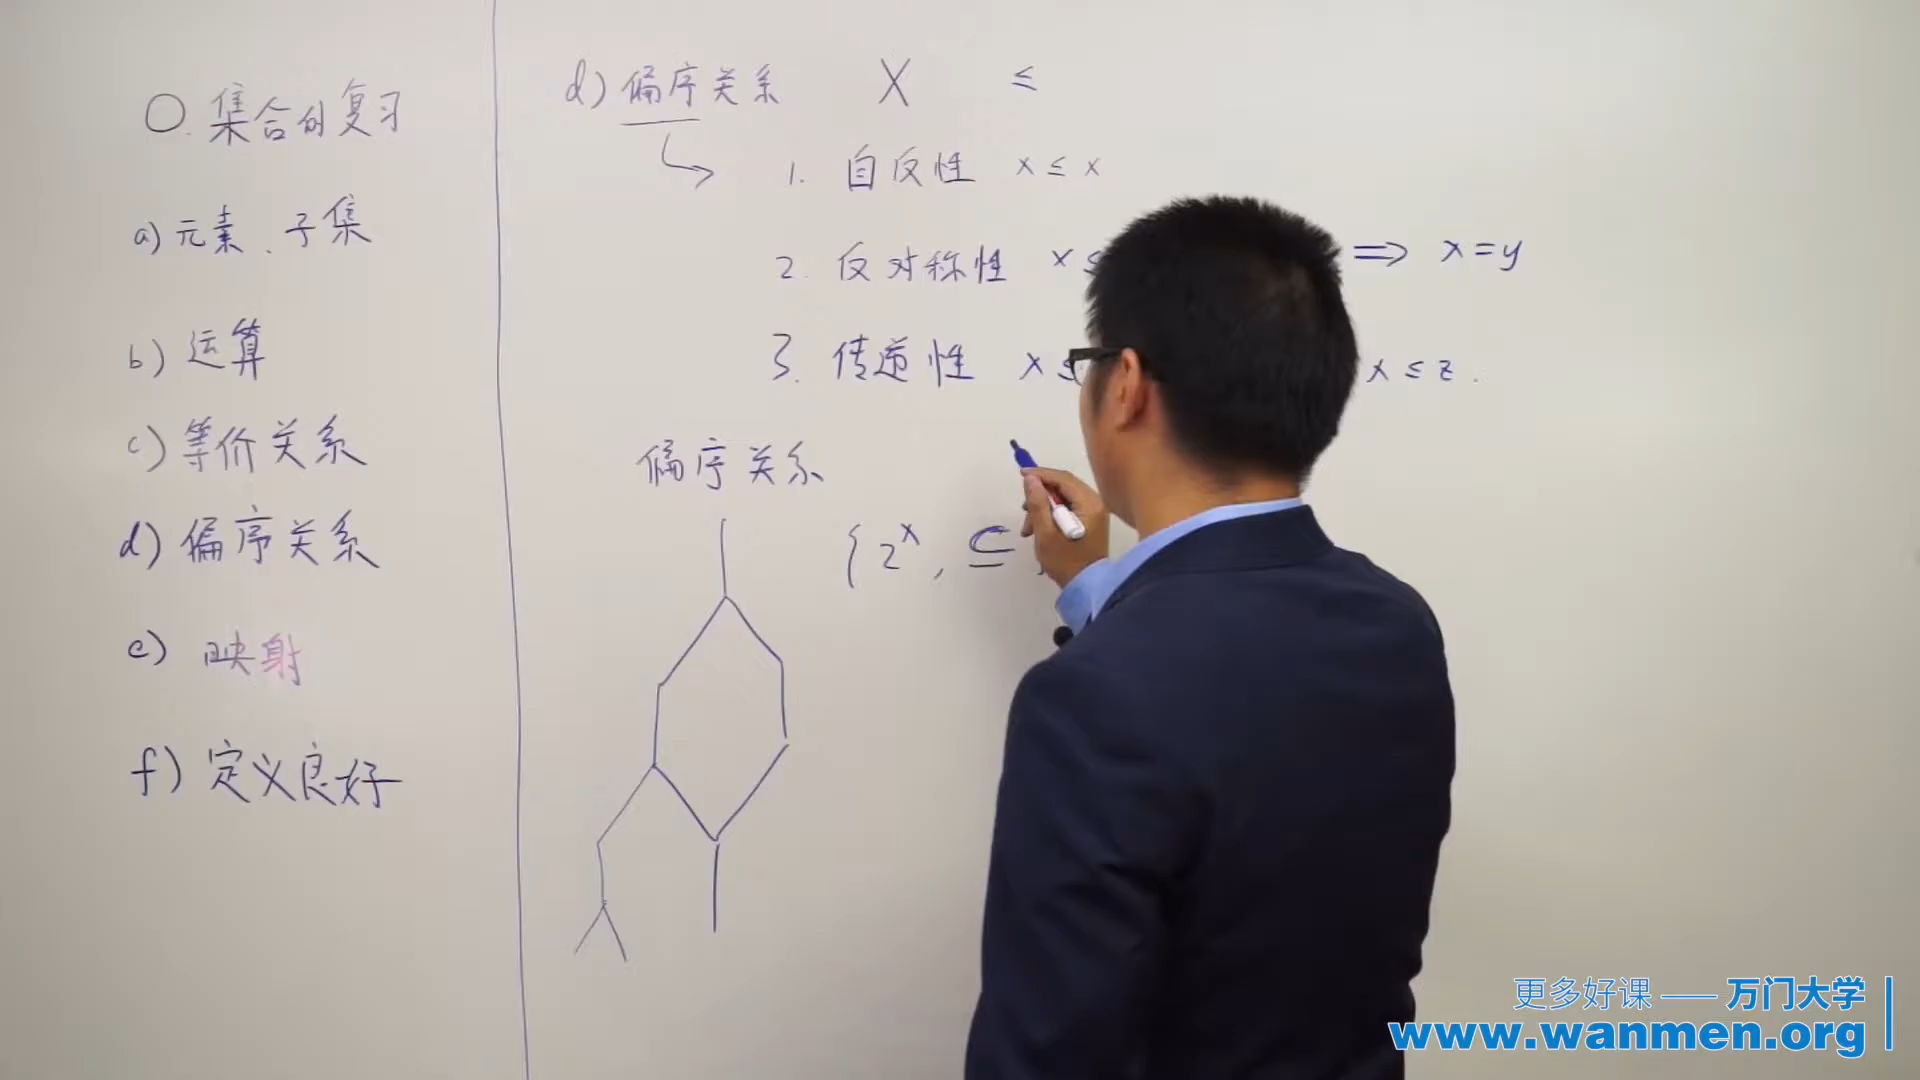 0. 集合的复习
a) 元素、子集
b) 运算
c) 等价关系
d) 偏序关系
e) 映射
f) 定义良好
d) 偏序关系 X ≤
1. 自反性 x ≤ x
2. 反对称性 x ≤ ⟹ x = y
3. 传递性 x ≤ x ≤ z.
偏序关系
{ 2^X, ⊆
更多好课 —— 万门大学
www.wanmen.org